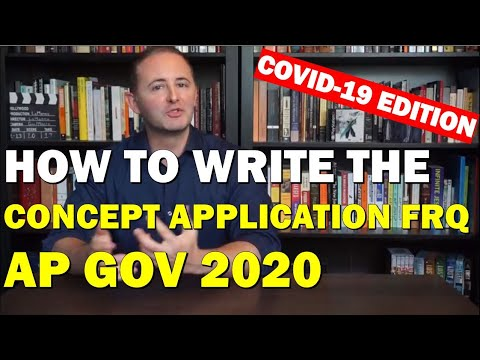 COVID-19 EDITION
HOW TO WRITE THE
CONCEPT APPLICATION FRQ
AP GOV 2020